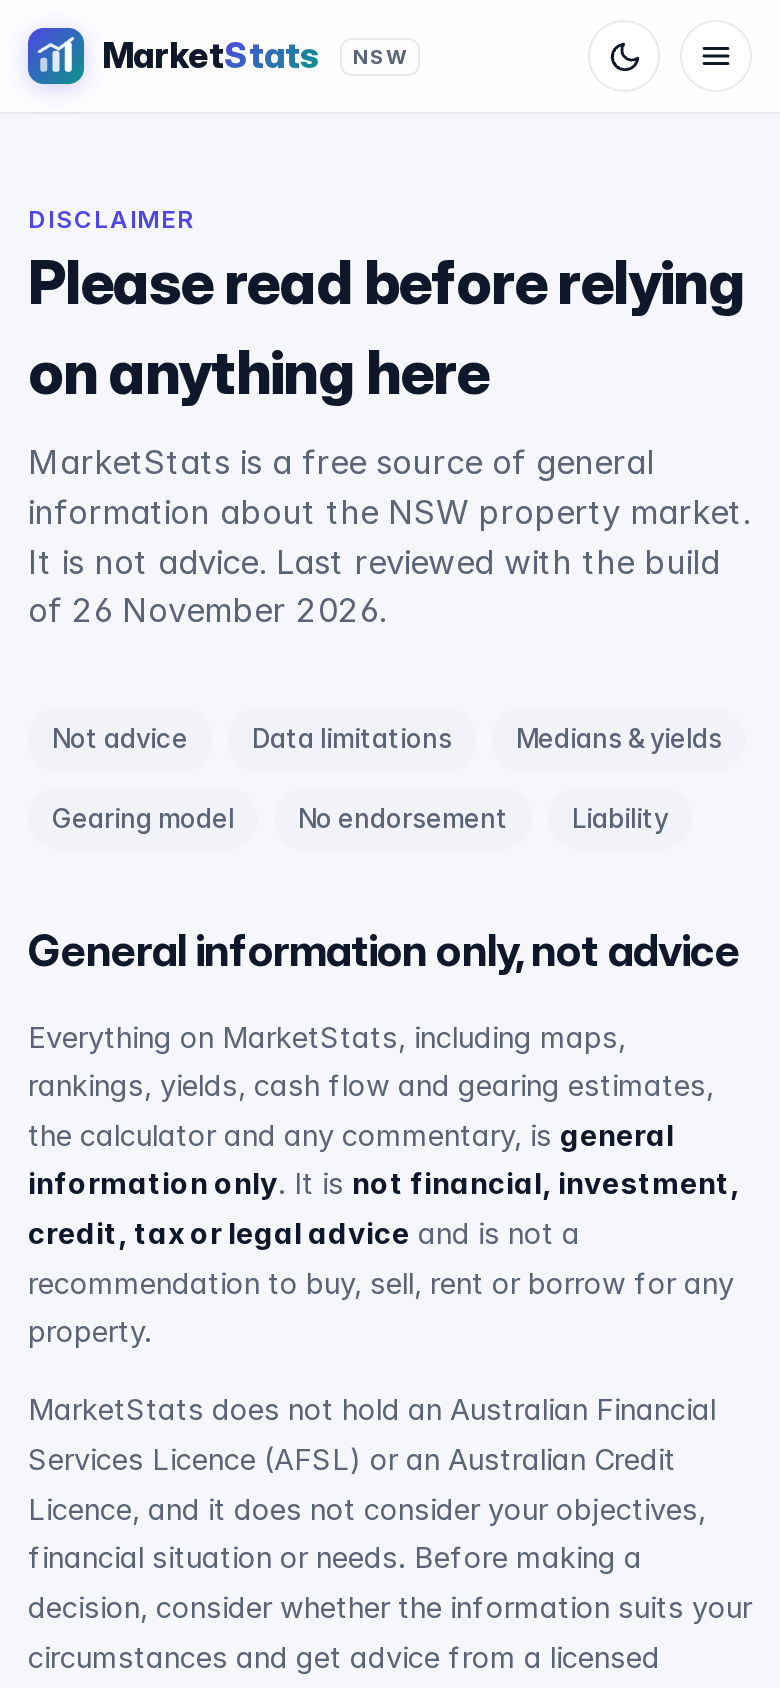 MarketStats NSW
DISCLAIMER
Please read before relying
on anything here
MarketStats is a free source of general
information about the NSW property market.
It is not advice. Last reviewed with the build
of 26 November 2026.
Not advice Data limitations Medians & yields
Gearing model No endorsement Liability
General information only, not advice
Everything on MarketStats, including maps,
rankings, yields, cash flow and gearing estimates,
the calculator and any commentary, is general
information only. It is not financial, investment,
credit, tax or legal advice and is not a
recommendation to buy, sell, rent or borrow for any
property.
MarketStats does not hold an Australian Financial
Services Licence (AFSL) or an Australian Credit
Licence, and it does not consider your objectives,
financial situation or needs. Before making a
decision, consider whether the information suits your
circumstances and get advice from a licensed